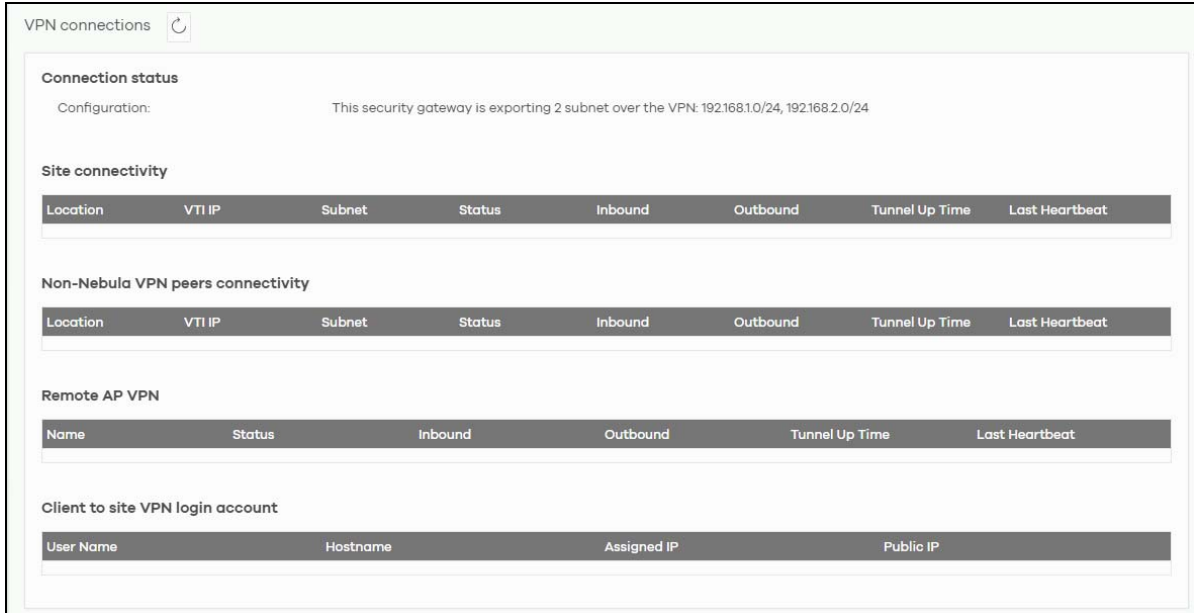 VPN connections
Connection status
Configuration: This security gateway is exporting 2 subnet over the VPN: 192.168.1.0/24, 192.168.2.0/24
Site connectivity
Location VTI IP Subnet Status Inbound Outbound Tunnel Up Time Last Heartbeat
Non-Nebula VPN peers connectivity
Location VTI IP Subnet Status Inbound Outbound Tunnel Up Time Last Heartbeat
Remote AP VPN
Name Status Inbound Outbound Tunnel Up Time Last Heartbeat
Client to site VPN login account
User Name Hostname Assigned IP Public IP